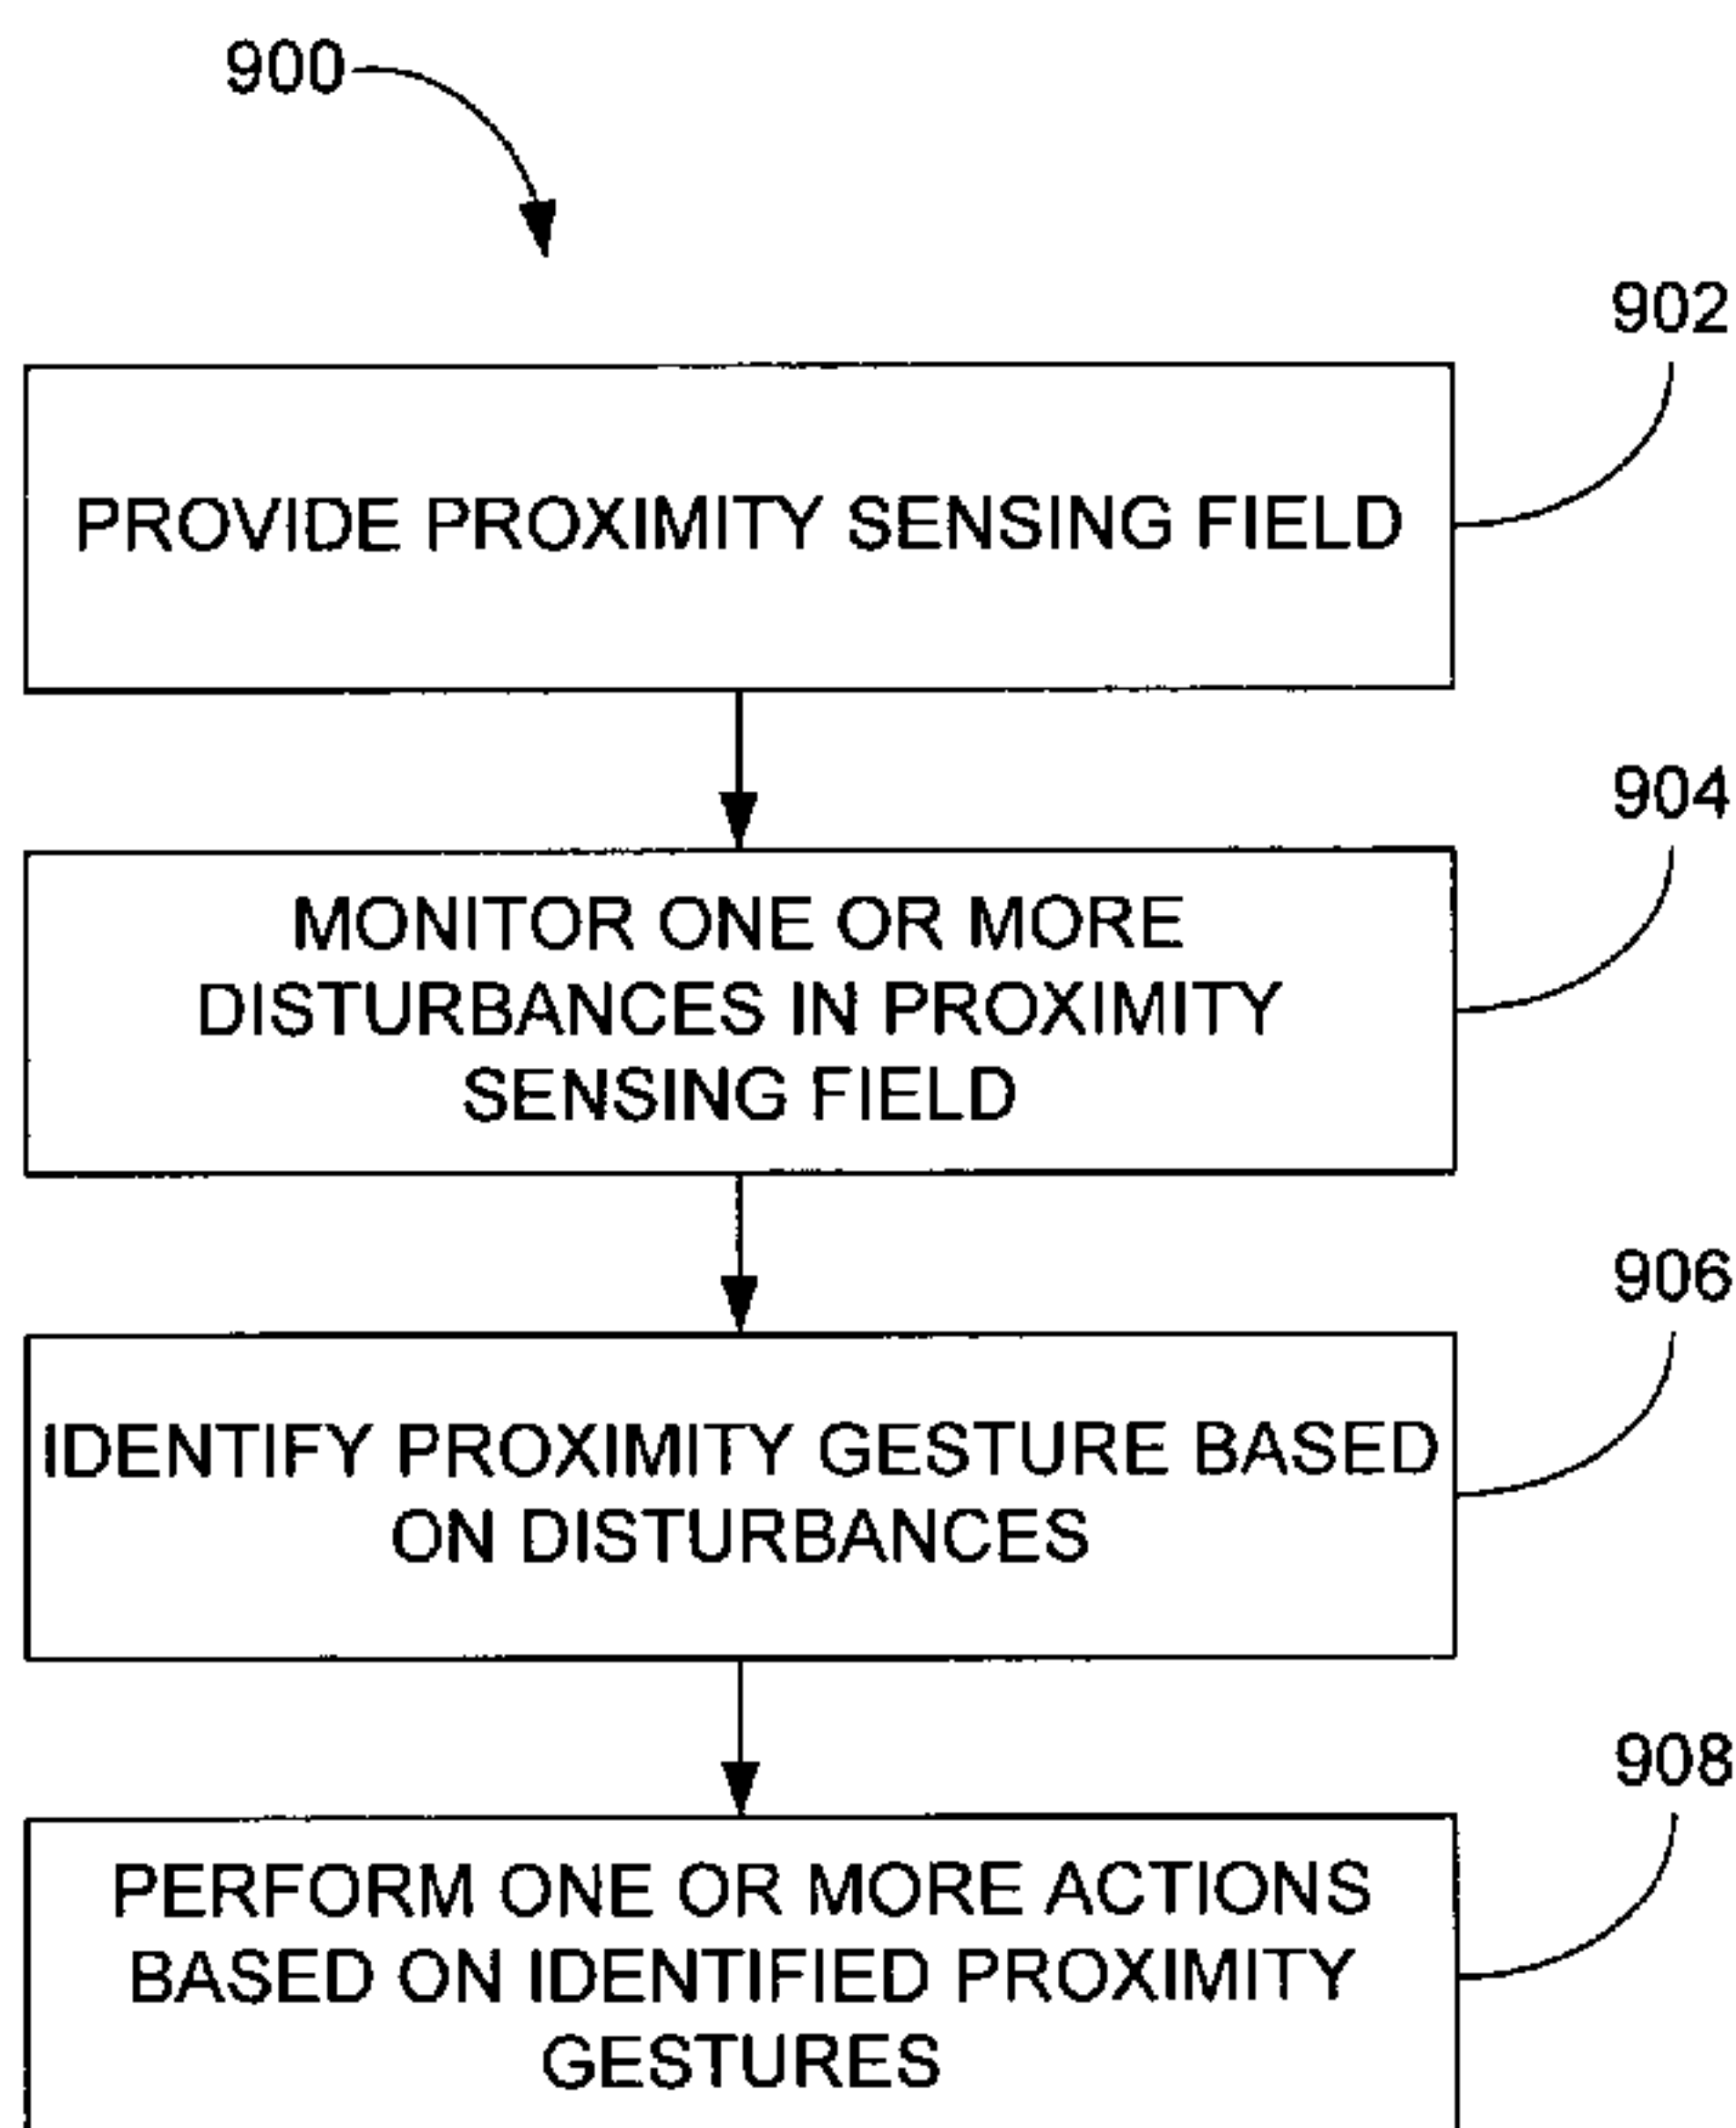 900
902
PROVIDE PROXIMITY SENSING FIELD
904
MONITOR ONE OR MORE
DISTURBANCES IN PROXIMITY
SENSING FIELD
906
IDENTIFY PROXIMITY GESTURE BASED
ON DISTURBANCES
908
PERFORM ONE OR MORE ACTIONS
BASED ON IDENTIFIED PROXIMITY
GESTURES